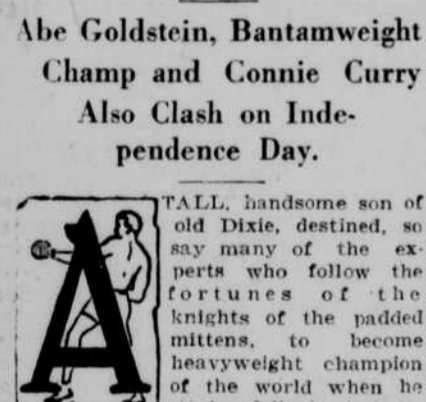 Abe Goldstein, Bantamweight
Champ and Connie Curry
Also Clash on Inde-
pendence Day.
A TALL, handsome son of
old Dixie, destined, so
say many of the ex-
perts who follow the
fortunes of the
knights of the padded
mittens, to become
heavyweight champion
of the world when he